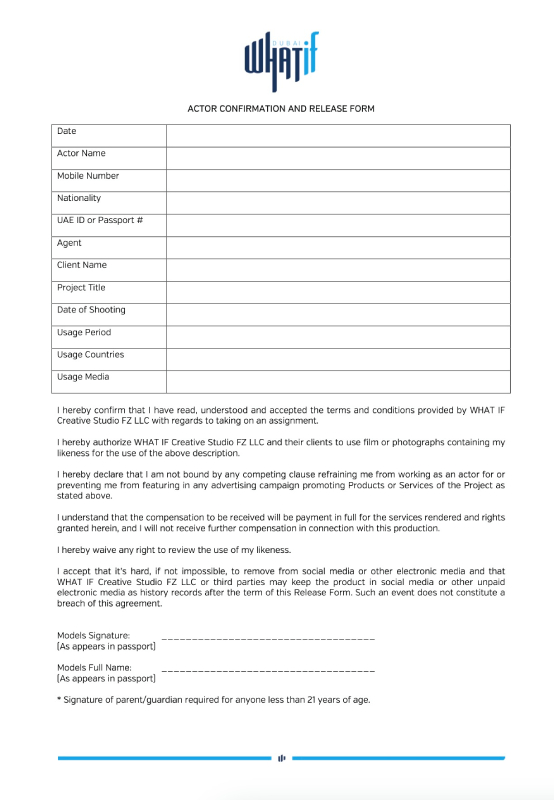 DUBAI
WHATif
ACTOR CONFIRMATION AND RELEASE FORM
Date
Actor Name
Mobile Number
Nationality
UAE ID or Passport #
Agent
Client Name
Project Title
Date of Shooting
Usage Period
Usage Countries
Usage Media
I hereby confirm that I have read, understood and accepted the terms and conditions provided by WHAT IF
Creative Studio FZ LLC with regards to taking on an assignment.
I hereby authorize WHAT IF Creative Studio FZ LLC and their clients to use film or photographs containing my
likeness for the use of the above description.
I hereby declare that I am not bound by any competing clause refraining me from working as an actor for or
preventing me from featuring in any advertising campaign promoting Products or Services of the Project as
stated above.
I understand that the compensation to be received will be payment in full for the services rendered and rights
granted herein, and I will not receive further compensation in connection with this production.
I hereby waive any right to review the use of my likeness.
I accept that it's hard, if not impossible, to remove from social media or other electronic media and that
WHAT IF Creative Studio FZ LLC or third parties may keep the product in social media or other unpaid
electronic media as history records after the term of this Release Form. Such an event does not constitute a
breach of this agreement.
Models Signature: ___________________________________
[As appears in passport]
Models Full Name: ___________________________________
[As appears in passport]
* Signature of parent/guardian required for anyone less than 21 years of age.